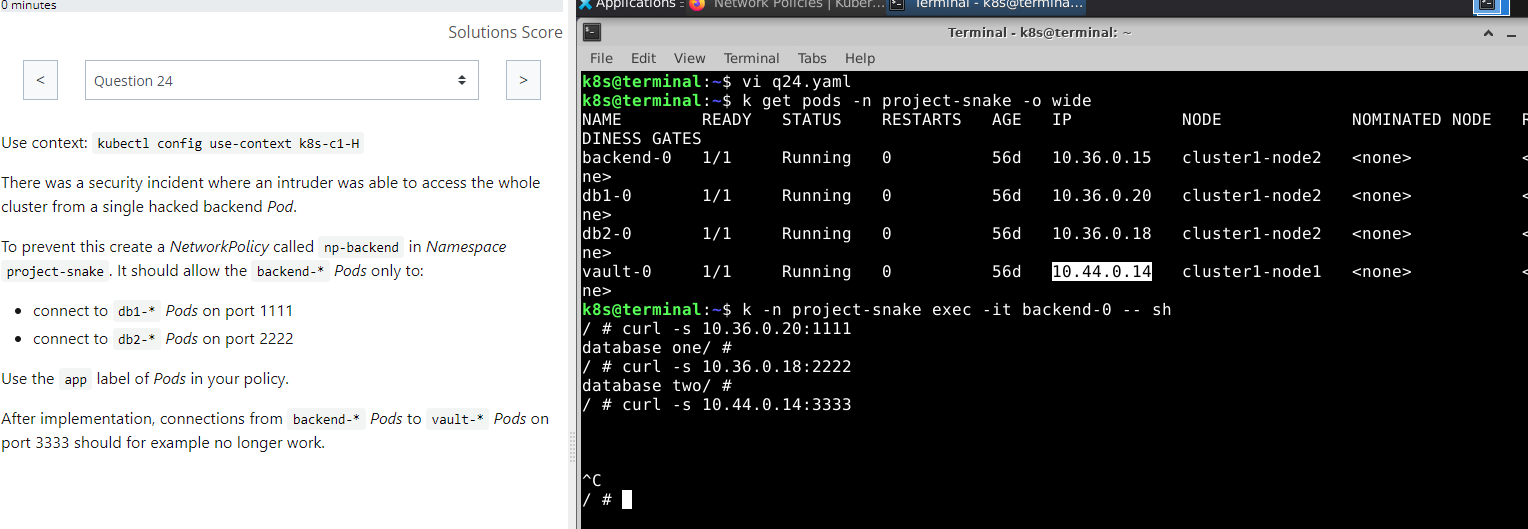 0 minutes
Solutions Score
<
Question 24
>
Use context: kubectl config use-context k8s-c1-H
There was a security incident where an intruder was able to access the whole
cluster from a single hacked backend Pod.
To prevent this create a NetworkPolicy called np-backend in Namespace
project-snake. It should allow the backend-* Pods only to:
• connect to db1-* Pods on port 1111
• connect to db2-* Pods on port 2222
Use the app label of Pods in your policy.
After implementation, connections from backend-* Pods to vault-* Pods on
port 3333 should for example no longer work.
Applications Network Policies | Kuber... Terminal - k8s@termina...
Terminal - k8s@terminal: ~
File Edit View Terminal Tabs Help
k8s@terminal:~$ vi q24.yaml
k8s@terminal:~$ k get pods -n project-snake -o wide
NAME READY STATUS RESTARTS AGE IP NODE NOMINATED NODE R
DINESS GATES
backend-0 1/1 Running 0 56d 10.36.0.15 cluster1-node2 <none> <
ne>
db1-0 1/1 Running 0 56d 10.36.0.20 cluster1-node2 <none> <
ne>
db2-0 1/1 Running 0 56d 10.36.0.18 cluster1-node2 <none> <
ne>
vault-0 1/1 Running 0 56d 10.44.0.14 cluster1-node1 <none> <
ne>
k8s@terminal:~$ k -n project-snake exec -it backend-0 -- sh
/ # curl -s 10.36.0.20:1111
database one/ #
/ # curl -s 10.36.0.18:2222
database two/ #
/ # curl -s 10.44.0.14:3333
^C
/ #